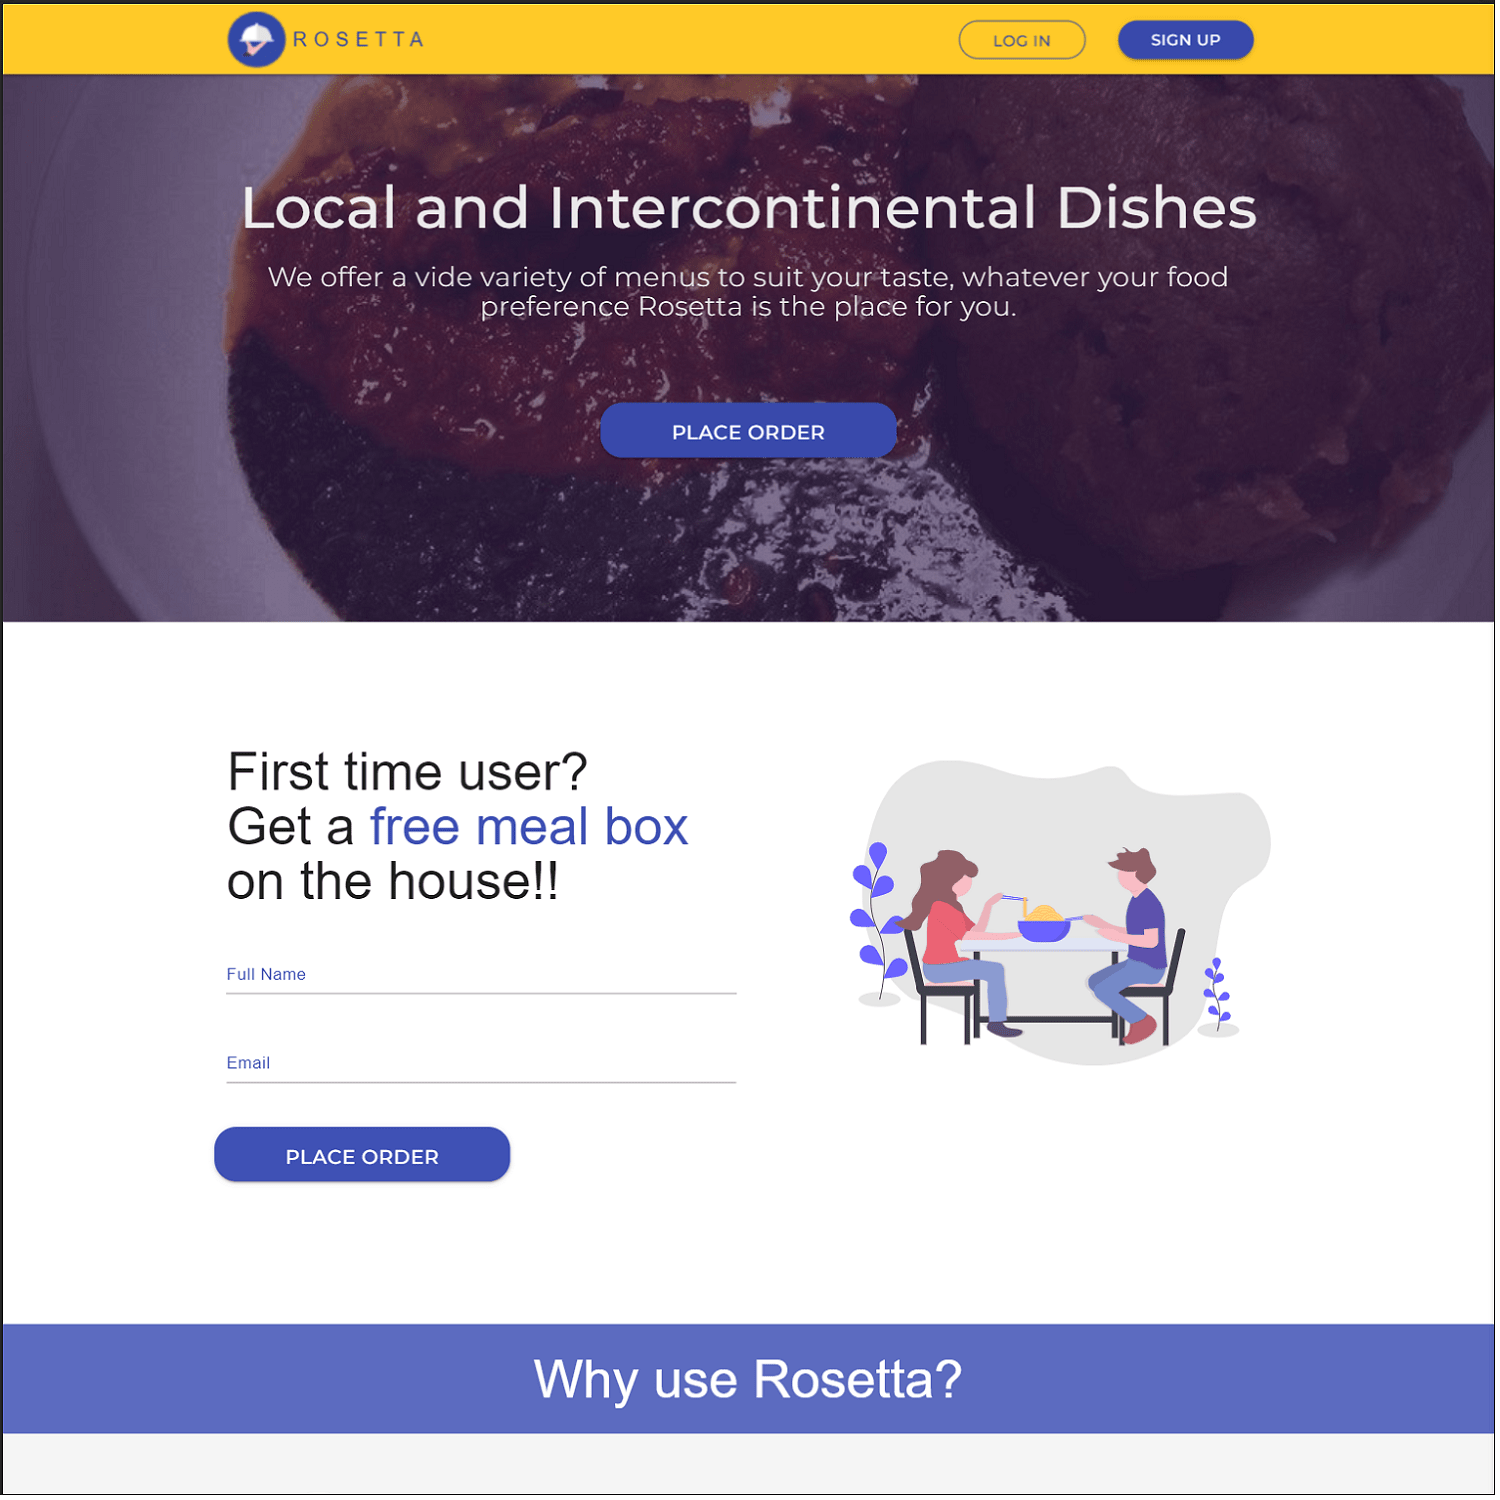 ROSETTA
LOG IN
SIGN UP
Local and Intercontinental Dishes
We offer a vide variety of menus to suit your taste, whatever your food
preference Rosetta is the place for you.
PLACE ORDER
First time user?
Get a free meal box
on the house!!
Full Name
Email
PLACE ORDER
Why use Rosetta?